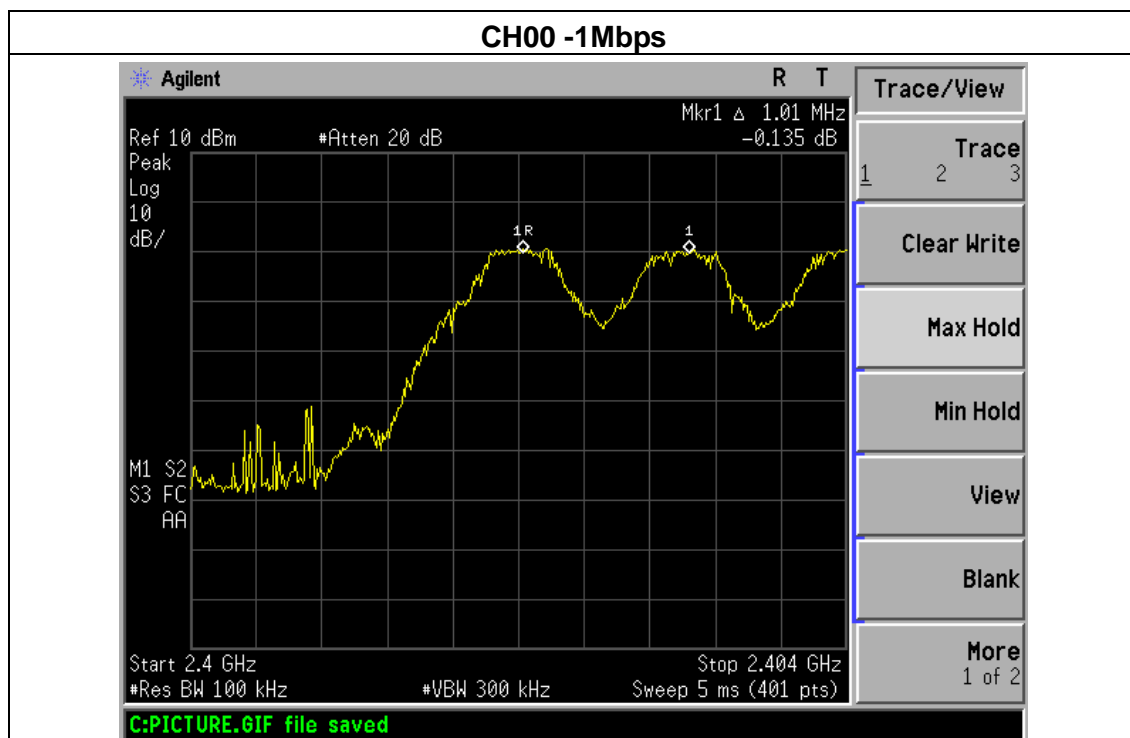 CH00 -1Mbps
Agilent
R T
Trace/View
Mkr1 Δ 1.01 MHz
Ref 10 dBm #Atten 20 dB -0.135 dB
Peak
Log
10
dB/
1R
1
Trace
1 2 3
Clear Write
Max Hold
Min Hold
M1 S2
S3 FC
AA
View
Blank
Start 2.4 GHz Stop 2.404 GHz
#Res BW 100 kHz #VBW 300 kHz Sweep 5 ms (401 pts)
More
1 of 2
C:PICTURE.GIF file saved